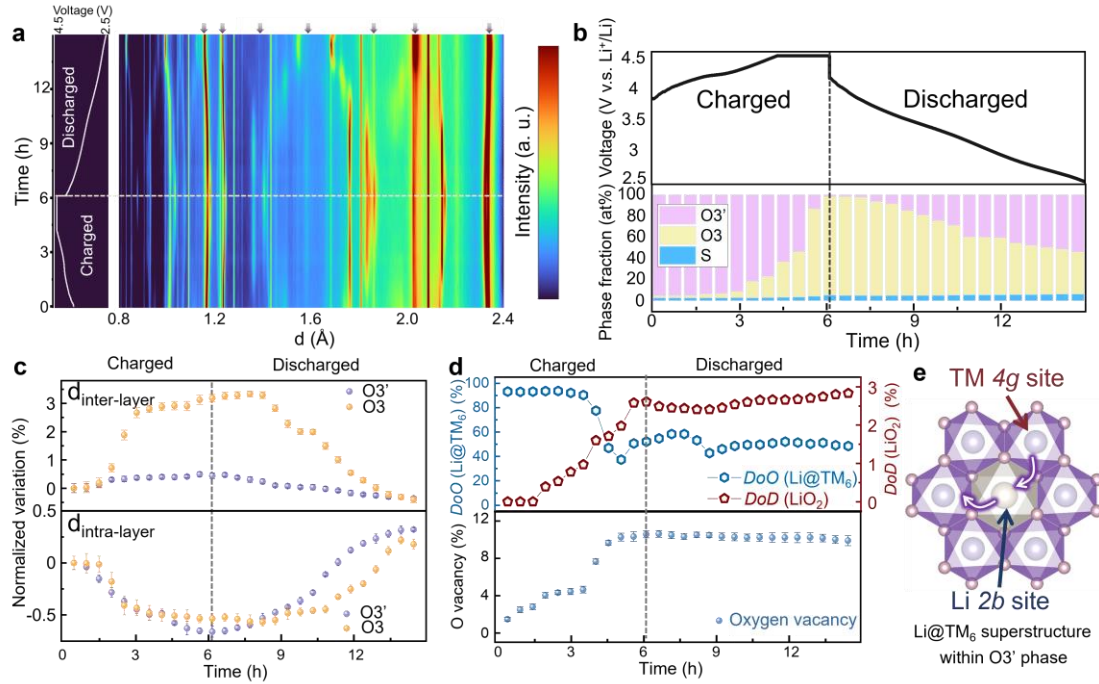 a
Voltage (V)
4.5
2.5
Time (h)
12
9
6
3
0
Discharged
Charged
0.8
1.2
1.6
2.0
2.4
d (Å)
Intensity (a. u.)
b
Voltage (V v.s. Li⁺/Li)
4.5
4.0
3.5
3.0
2.5
Charged
Discharged
Phase fraction (at%)
100
80
60
40
20
0
O3'
O3
S
0
3
6
9
12
Time (h)
c
Charged
Discharged
Normalized variation (%)
3
2
1
0
d inter-layer
O3'
O3
0.5
0
-0.5
d intra-layer
O3'
O3
0
3
6
9
12
Time (h)
d
Charged
Discharged
DoO (Li@TM₆) (%)
100
80
60
40
20
0
DoD (LiO₂) (%)
3
2
1
0
DoO (Li@TM₆)
DoD (LiO₂)
O vacancy (%)
12
8
4
0
Oxygen vacancy
0
3
6
9
12
Time (h)
e
TM 4g site
Li 2b site
Li@TM₆ superstructure
within O3' phase